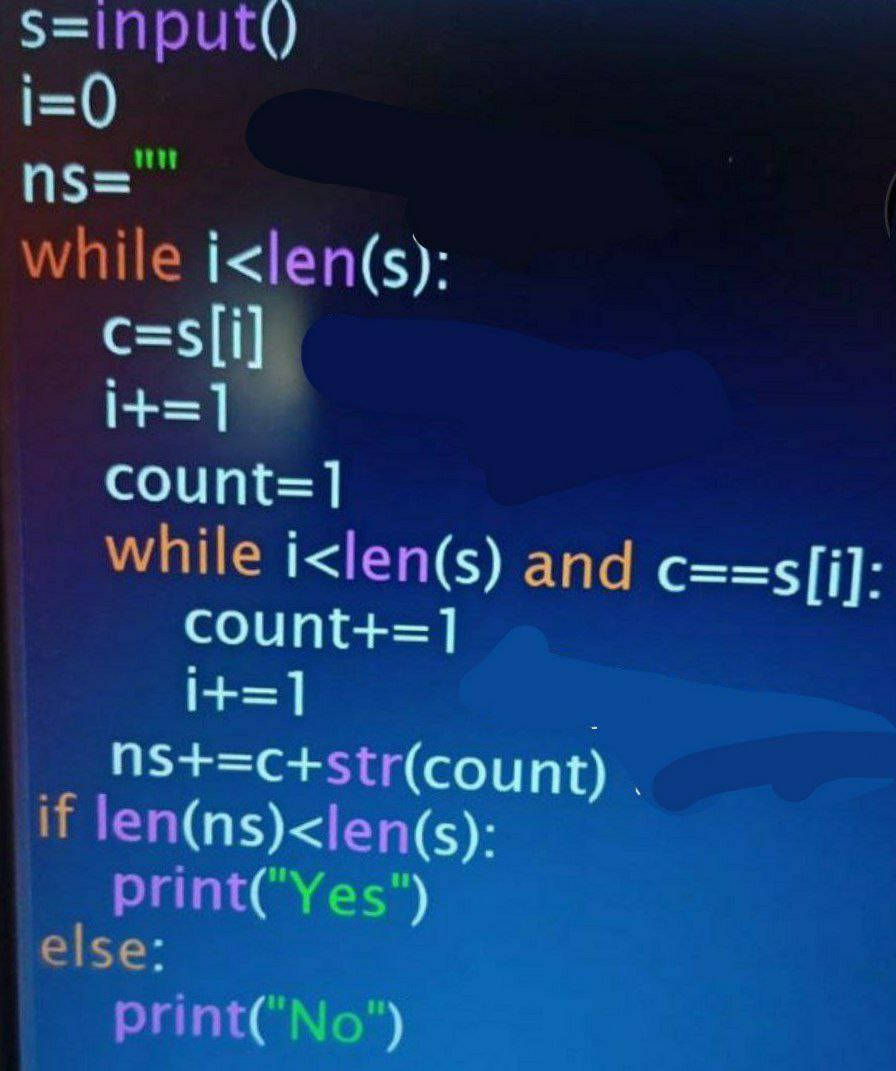 s=input()
i=0
ns=""
while i<len(s):
    c=s[i]
    i+=1
    count=1
    while i<len(s) and c==s[i]:
        count+=1
        i+=1
    ns+=c+str(count)
if len(ns)<len(s):
    print("Yes")
else:
    print("No")